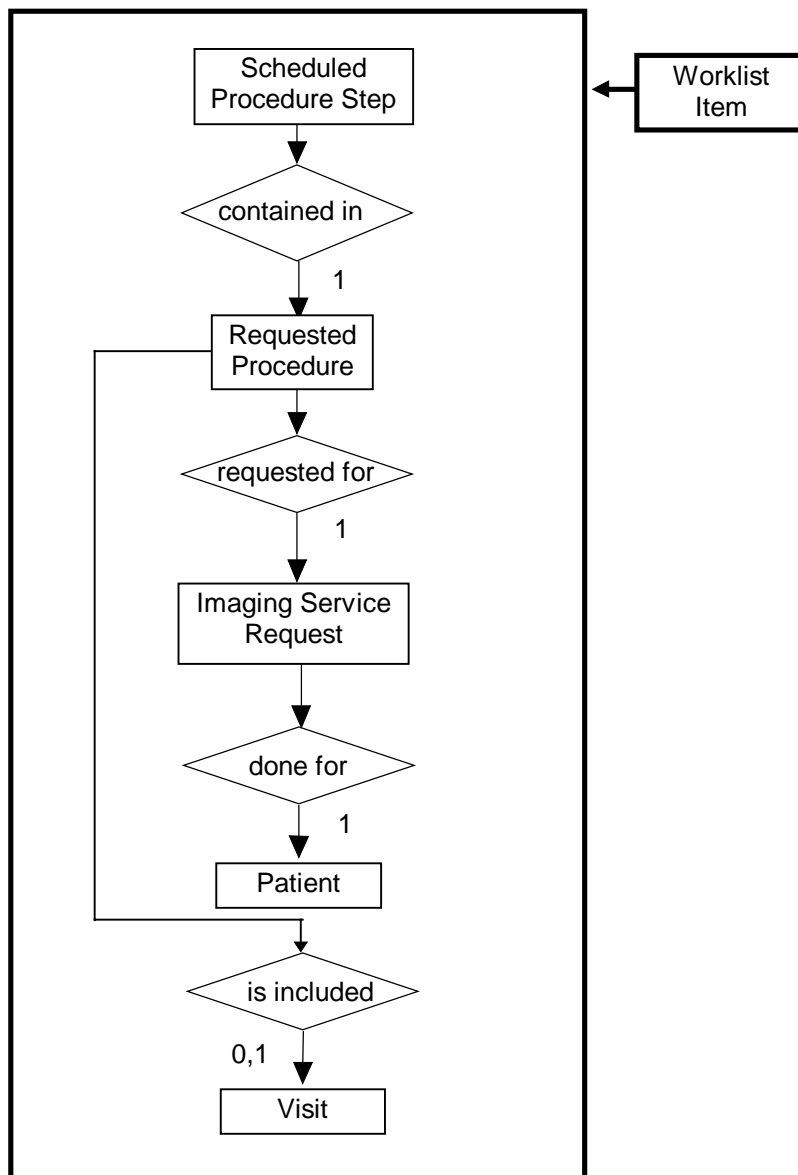 Scheduled
Procedure Step
Worklist
Item
contained in
1
Requested
Procedure
requested for
1
Imaging Service
Request
done for
1
Patient
is included
0,1
Visit